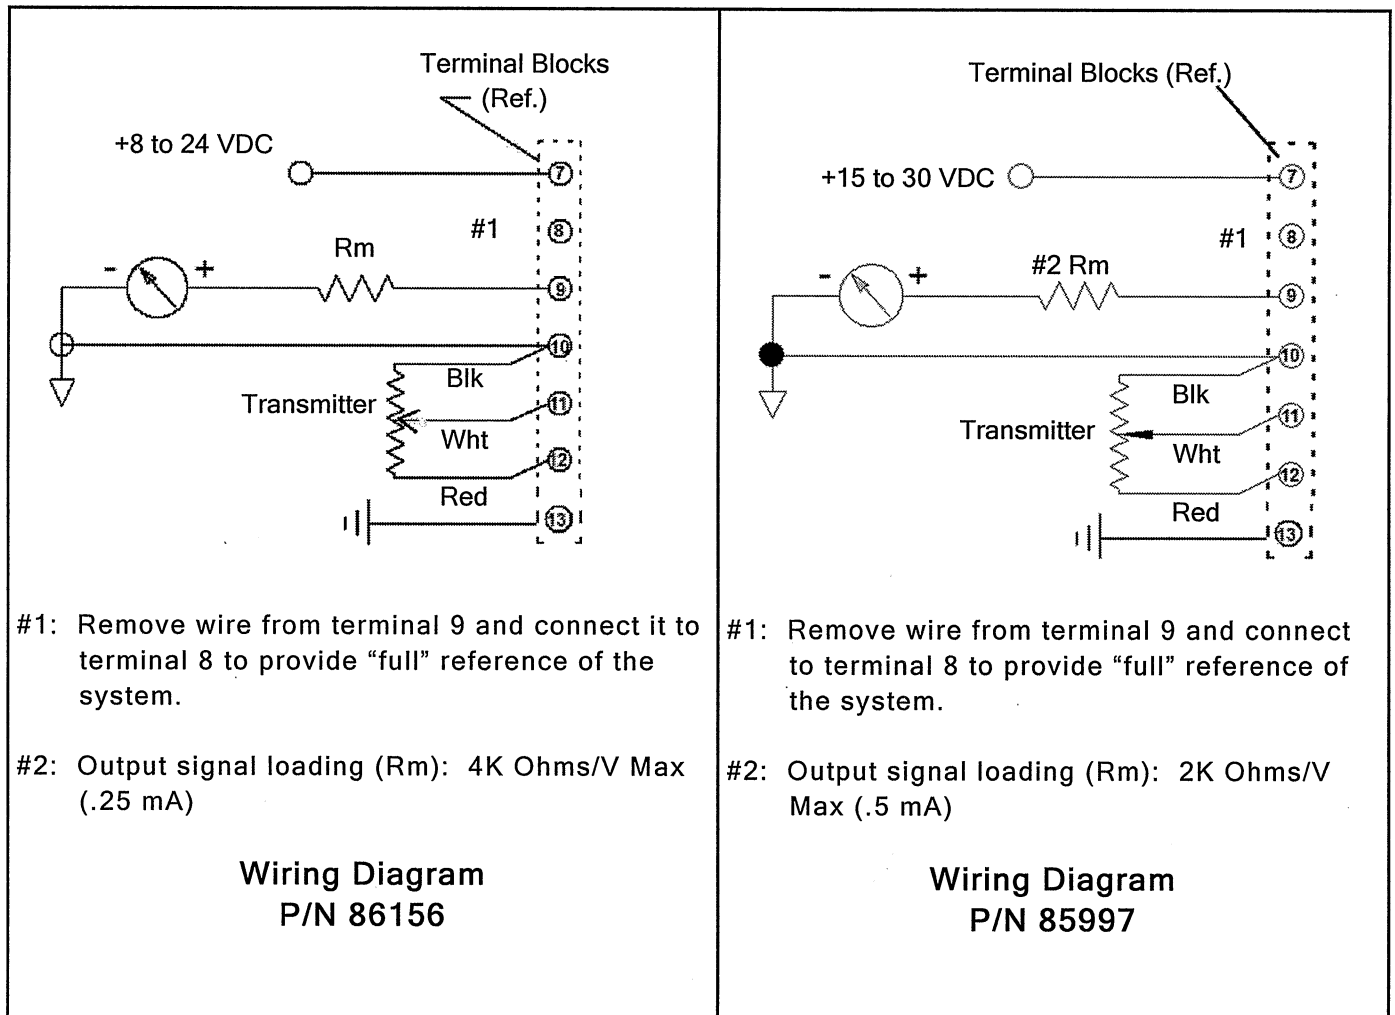 Terminal Blocks
(Ref.)
+8 to 24 VDC
7
#1
8
Rm
-
+
9
10
Blk
Transmitter
11
Wht
12
Red
13
#1: Remove wire from terminal 9 and connect it to
terminal 8 to provide “full” reference of the
system.
#2: Output signal loading (Rm): 4K Ohms/V Max
(.25 mA)
Wiring Diagram
P/N 86156
Terminal Blocks (Ref.)
+15 to 30 VDC
7
#1
8
#2 Rm
-
+
9
10
Blk
Transmitter
11
Wht
12
Red
13
#1: Remove wire from terminal 9 and connect
to terminal 8 to provide “full” reference of
the system.
#2: Output signal loading (Rm): 2K Ohms/V
Max (.5 mA)
Wiring Diagram
P/N 85997